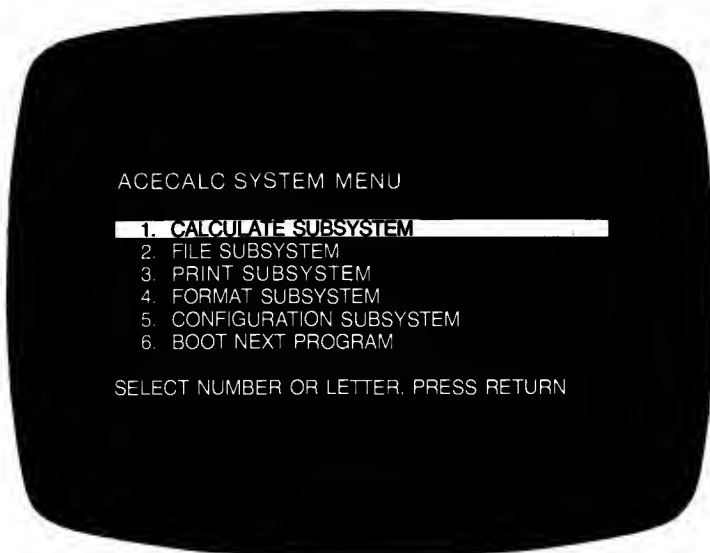 ACECALC SYSTEM MENU
1. CALCULATE SUBSYSTEM
2. FILE SUBSYSTEM
3. PRINT SUBSYSTEM
4. FORMAT SUBSYSTEM
5. CONFIGURATION SUBSYSTEM
6. BOOT NEXT PROGRAM
SELECT NUMBER OR LETTER. PRESS RETURN